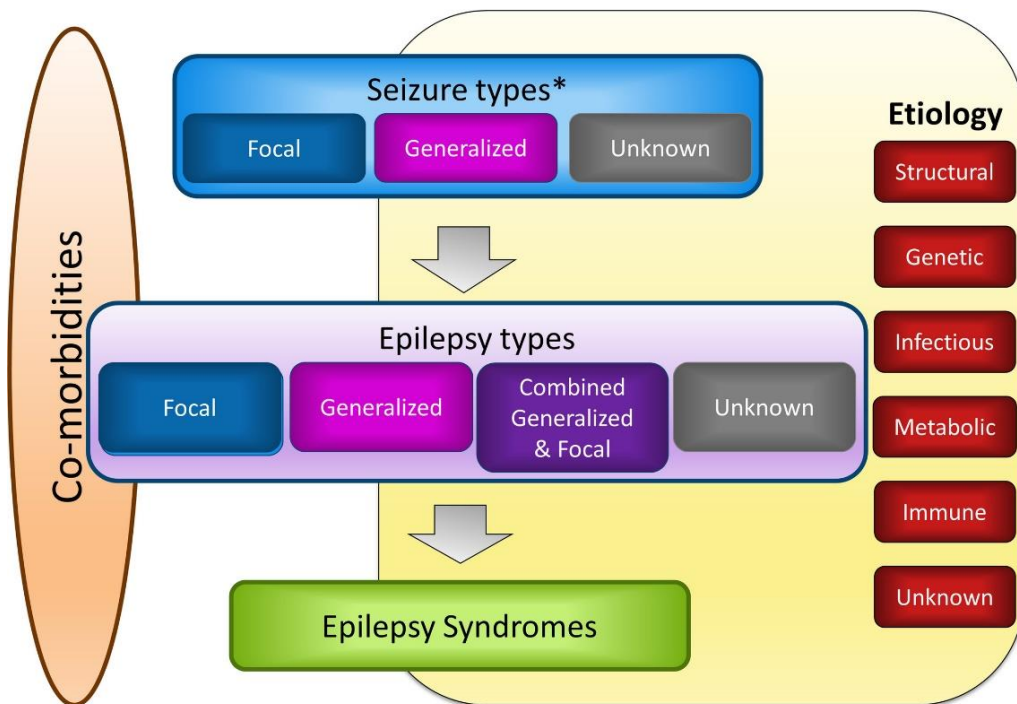 Co-morbidities
Seizure types*
Focal
Generalized
Unknown
Epilepsy types
Focal
Generalized
Combined
Generalized
& Focal
Unknown
Epilepsy Syndromes
Etiology
Structural
Genetic
Infectious
Metabolic
Immune
Unknown